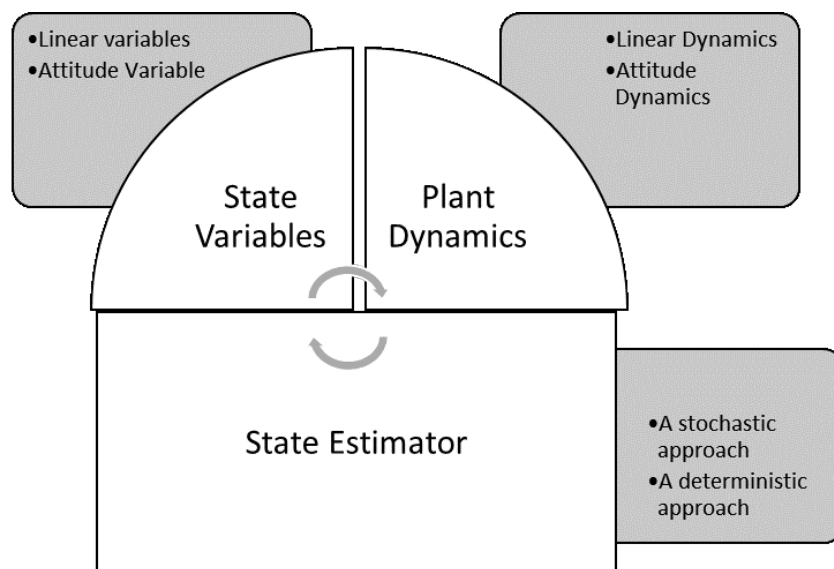 •Linear variables
•Attitude Variable
•Linear Dynamics
•Attitude
Dynamics
State
Variables
Plant
Dynamics
State Estimator
•A stochastic
approach
•A deterministic
approach